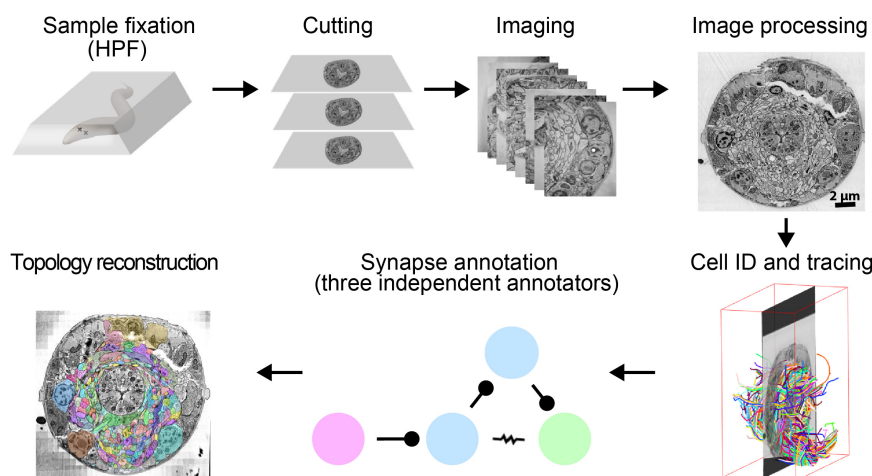 Sample fixation
(HPF)
Cutting
Imaging
Image processing
2 µm
Topology reconstruction
Synapse annotation
(three independent annotators)
Cell ID and tracing